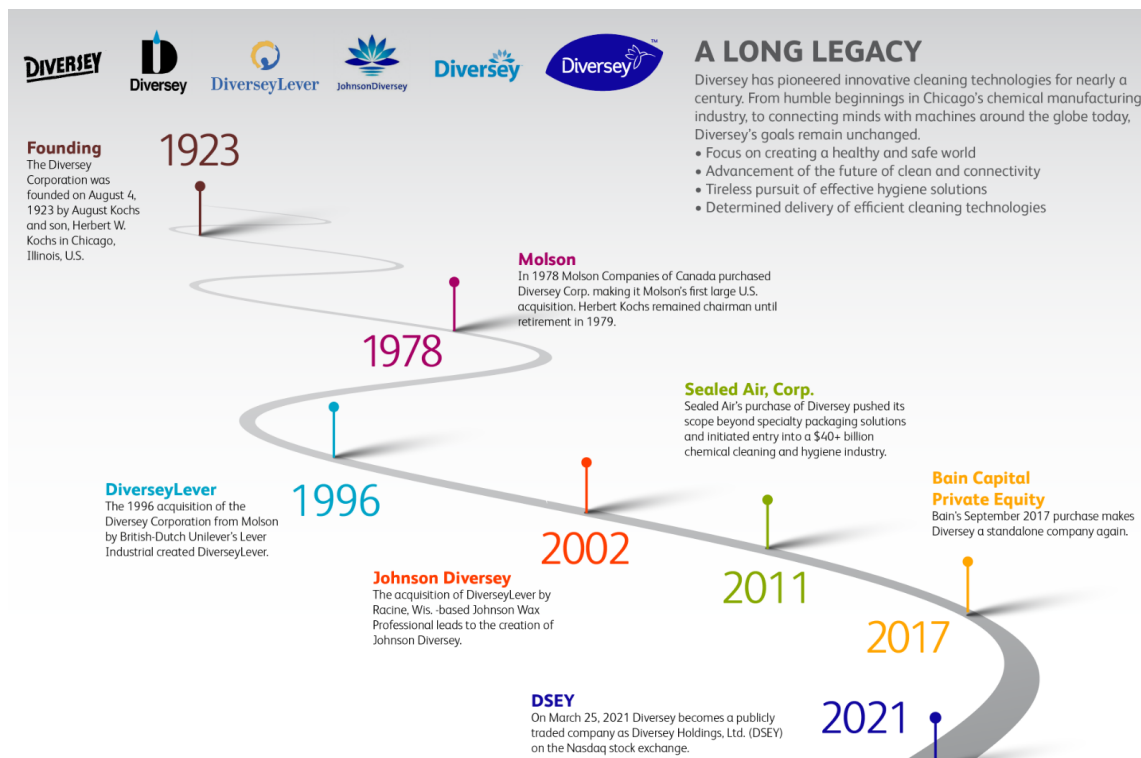 DIVERSEY
Diversey
DiverseyLever
JohnsonDiversey
Diversey
Diversey™
A LONG LEGACY
Diversey has pioneered innovative cleaning technologies for nearly a
century. From humble beginnings in Chicago's chemical manufacturing
industry, to connecting minds with machines around the globe today,
Diversey's goals remain unchanged.
• Focus on creating a healthy and safe world
• Advancement of the future of clean and connectivity
• Tireless pursuit of effective hygiene solutions
• Determined delivery of efficient cleaning technologies
1923
Founding
The Diversey
Corporation was
founded on August 4,
1923 by August Kochs
and son, Herbert W.
Kochs in Chicago,
Illinois, U.S.
Molson
In 1978 Molson Companies of Canada purchased
Diversey Corp. making it Molson's first large U.S.
acquisition. Herbert Kochs remained chairman until
retirement in 1979.
1978
Sealed Air, Corp.
Sealed Air's purchase of Diversey pushed its
scope beyond specialty packaging solutions
and initiated entry into a $40+ billion
chemical cleaning and hygiene industry.
DiverseyLever
The 1996 acquisition of the
Diversey Corporation from Molson
by British-Dutch Unilever's Lever
Industrial created DiverseyLever.
1996
Bain Capital
Private Equity
Bain's September 2017 purchase makes
Diversey a standalone company again.
2002
Johnson Diversey
The acquisition of DiverseyLever by
Racine, Wis. -based Johnson Wax
Professional leads to the creation of
Johnson Diversey.
2011
2017
DSEY
On March 25, 2021 Diversey becomes a publicly
traded company as Diversey Holdings, Ltd. (DSEY)
on the Nasdaq stock exchange.
2021